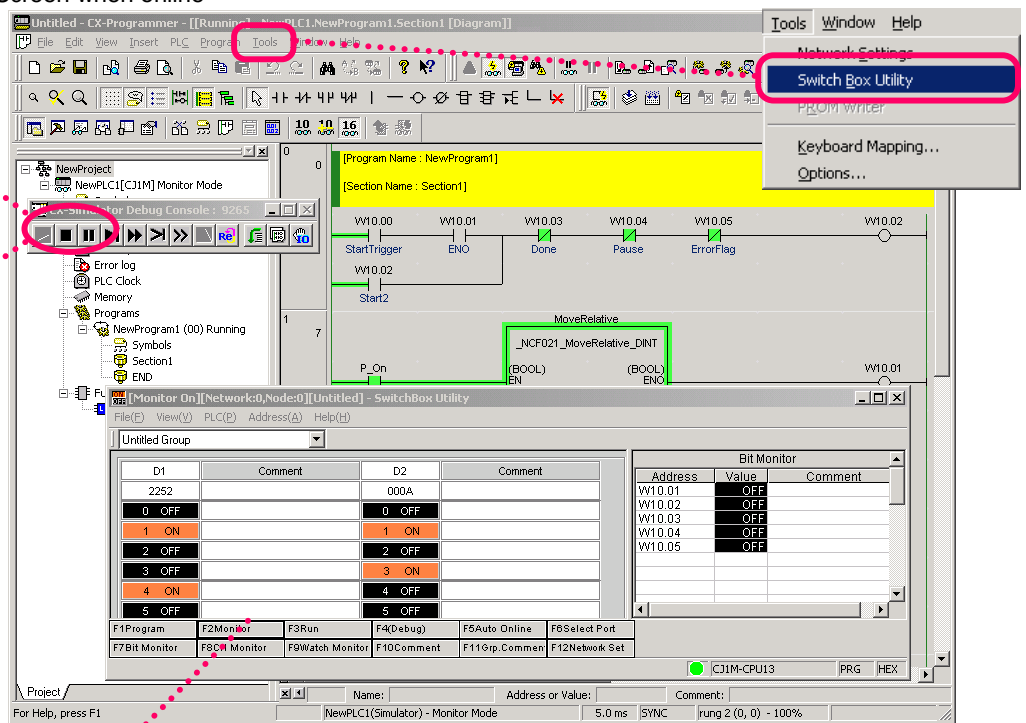 Screen when online
Untitled - CX-Programmer - [[Running] - NewPLC1.NewProgram1.Section1 [Diagram]]
File Edit View Insert PLC Program Tools Window Help
Tools Window Help
Network Settings
Switch Box Utility
PROM Writer
Keyboard Mapping...
Options...
10 10 16
NewProject
NewPLC1[CJ1M] Monitor Mode
CX-Simulator Debug Console : 9265
Error log
PLC Clock
Memory
Programs
NewProgram1 (00) Running
Symbols
Section1
END
0
0
[Program Name : NewProgram1]
[Section Name : Section1]
W10.00 W10.01 W10.03 W10.04 W10.05 W10.02
StartTrigger ENO Done Pause ErrorFlag
W10.02
Start2
1
7
MoveRelative
_NCF021_MoveRelative_DINT
P_On (BOOL) (BOOL) W10.01
EN ENO
[Monitor On][Network:0,Node:0][Untitled] - SwitchBox Utility
File(F) View(V) PLC(P) Address(A) Help(H)
Untitled Group
D1 Comment D2 Comment
2252 000A
0 OFF 0 OFF
1 ON 1 ON
2 OFF 2 OFF
3 OFF 3 ON
4 ON 4 OFF
5 OFF 5 OFF
Bit Monitor
Address Value Comment
W10.01 OFF
W10.02 OFF
W10.03 OFF
W10.04 OFF
W10.05 OFF
F1Program F2Monitor F3Run F4(Debug) F5Auto Online F6Select Port
F7Bit Monitor F8CH Monitor F9Watch Monitor F10Comment F11Grp.Commen F12Network Set
CJ1M-CPU13 PRG HEX
Project
Name: Address or Value: Comment:
For Help, press F1 NewPLC1(Simulator) - Monitor Mode 5.0 ms SYNC rung 2 (0, 0) - 100%